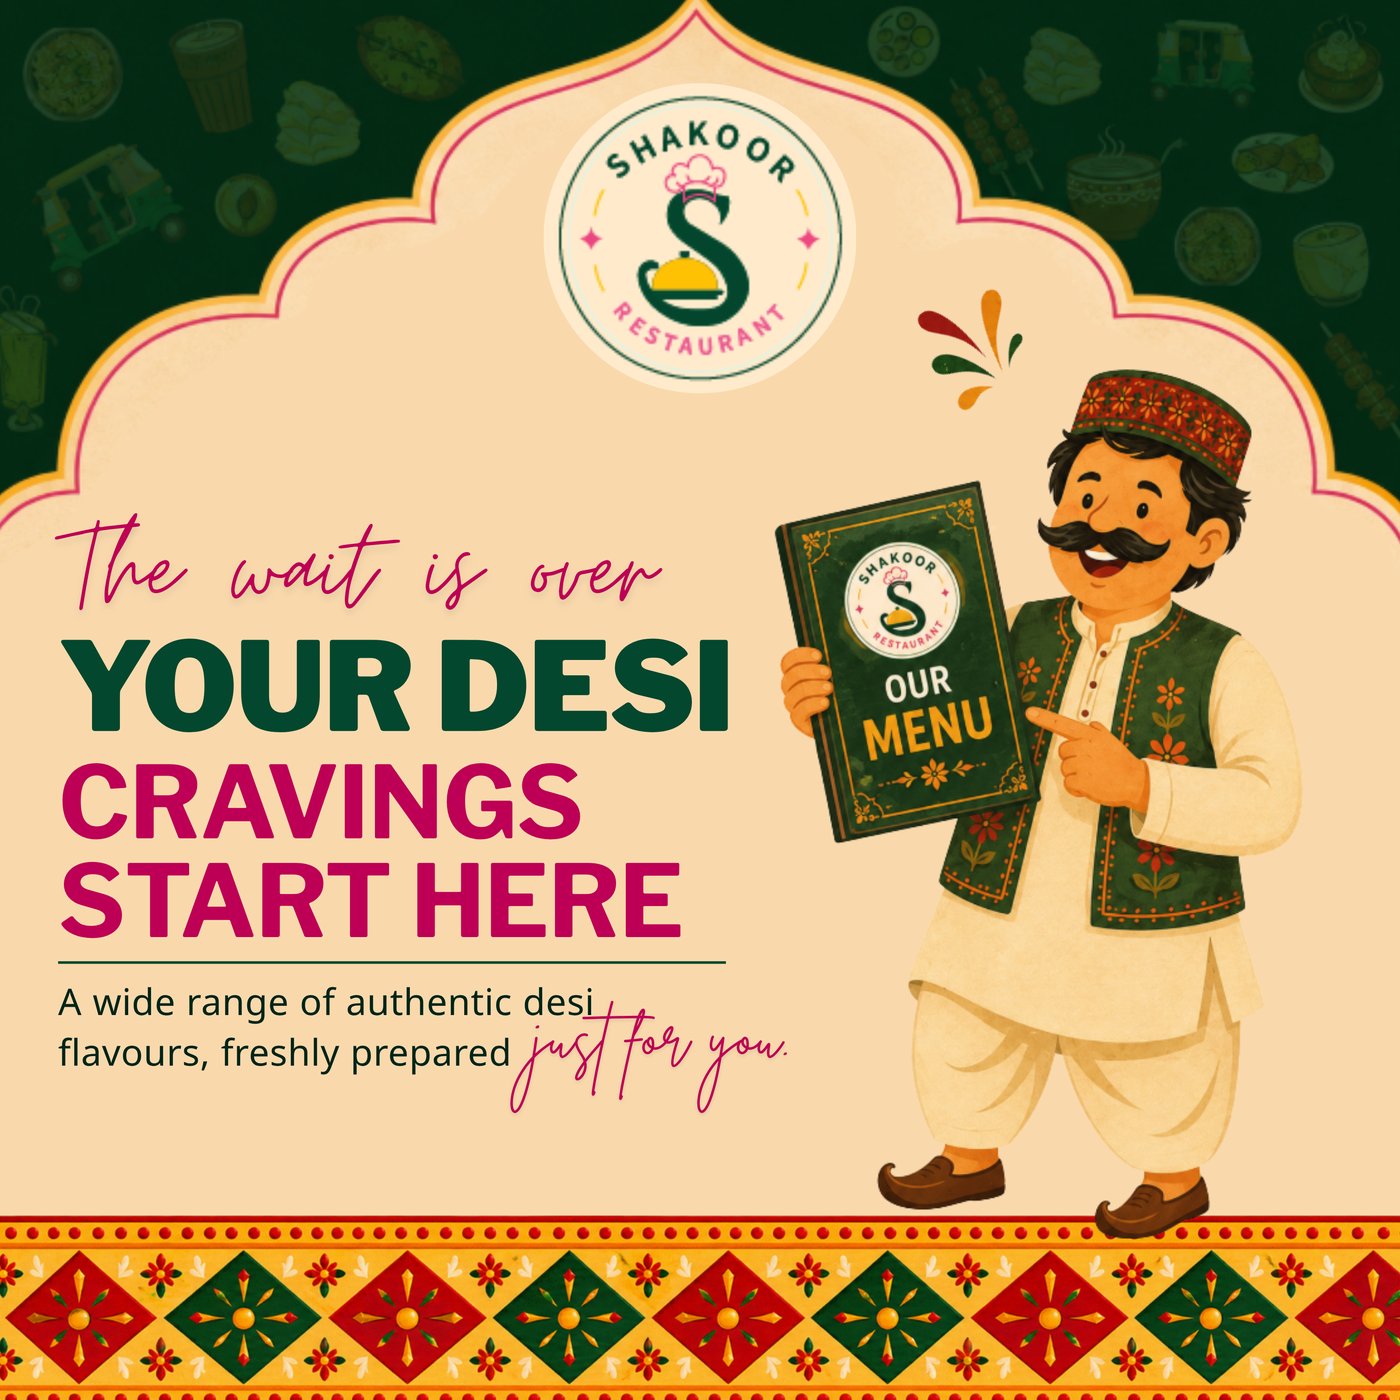 SHAKOOR
S
RESTAURANT
The wait is over
YOUR DESI
CRAVINGS
START HERE
A wide range of authentic desi
flavours, freshly prepared just for you.
SHAKOOR
S
RESTAURANT
OUR
MENU